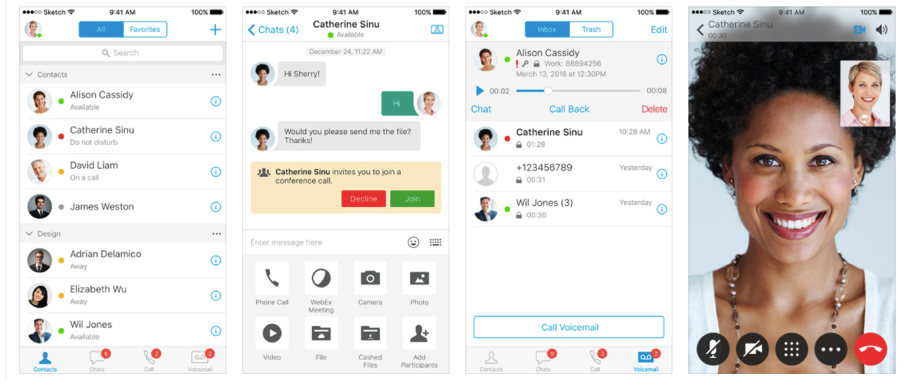 Sketch
9:41 AM
100%
All
Favorites
Search
Contacts
Alison Cassidy
Available
Catherine Sinu
Do not disturb
David Liam
On a call
James Weston
Design
Adrian Delamico
Away
Elizabeth Wu
Away
Wil Jones
Available
6
2
2
Contacts
Chats
Call
Voicemail
Sketch
9:41 AM
100%
Chats (4)
Catherine Sinu
Available
December 24, 11:22 AM
Hi Sherry!
Hi
Would you please send me the file?
Thanks!
Catherine Sinu invites you to join a
conference call.
Decline
Join
Enter message here
Phone Call
WebEx
Meeting
Camera
Photo
Video
File
Cashed
Files
Add
Participants
Sketch
9:41 AM
100%
Inbox
Trash
Edit
Alison Cassidy
Work: 88894256
March 13, 2016 at 12:30PM
00:02
00:08
Chat
Call Back
Delete
Catherine Sinu
10:28 AM
01:28
+123456789
Yesterday
00:31
Wil Jones (3)
Yesterday
00:36
Call Voicemail
5
2
2
Contacts
Chats
Call
Voicemail
Sketch
9:41 AM
100%
Catherine Sinu
00:30